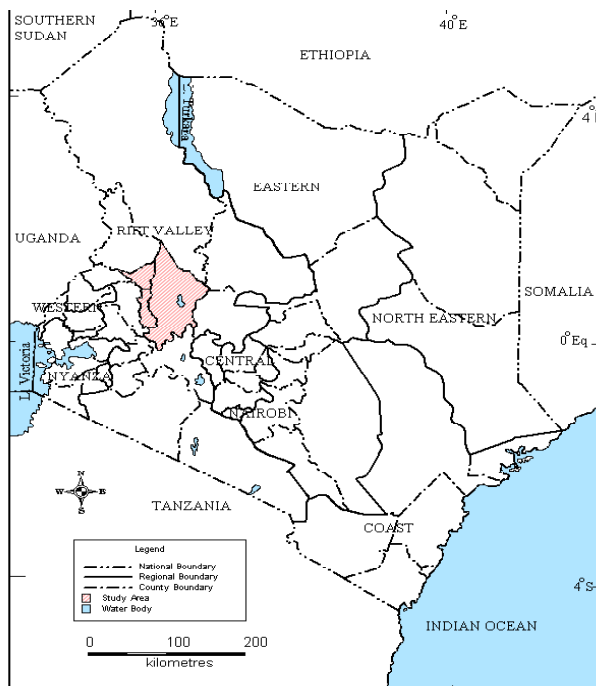 SOUTHERN
SUDAN
36°E
40°E
ETHIOPIA
4°
L. Turkana
EASTERN
UGANDA
RIFT VALLEY
WESTERN
SOMALIA
NORTH EASTERN
0°Eq
L. Victoria
NYANZA
CENTRAL
NAIROBI
N
W E
S
TANZANIA
COAST
Legend
National Boundary
Regional Boundary
County Boundary
Study Area
Water Body
4°S
INDIAN OCEAN
0 100 200
kilometres